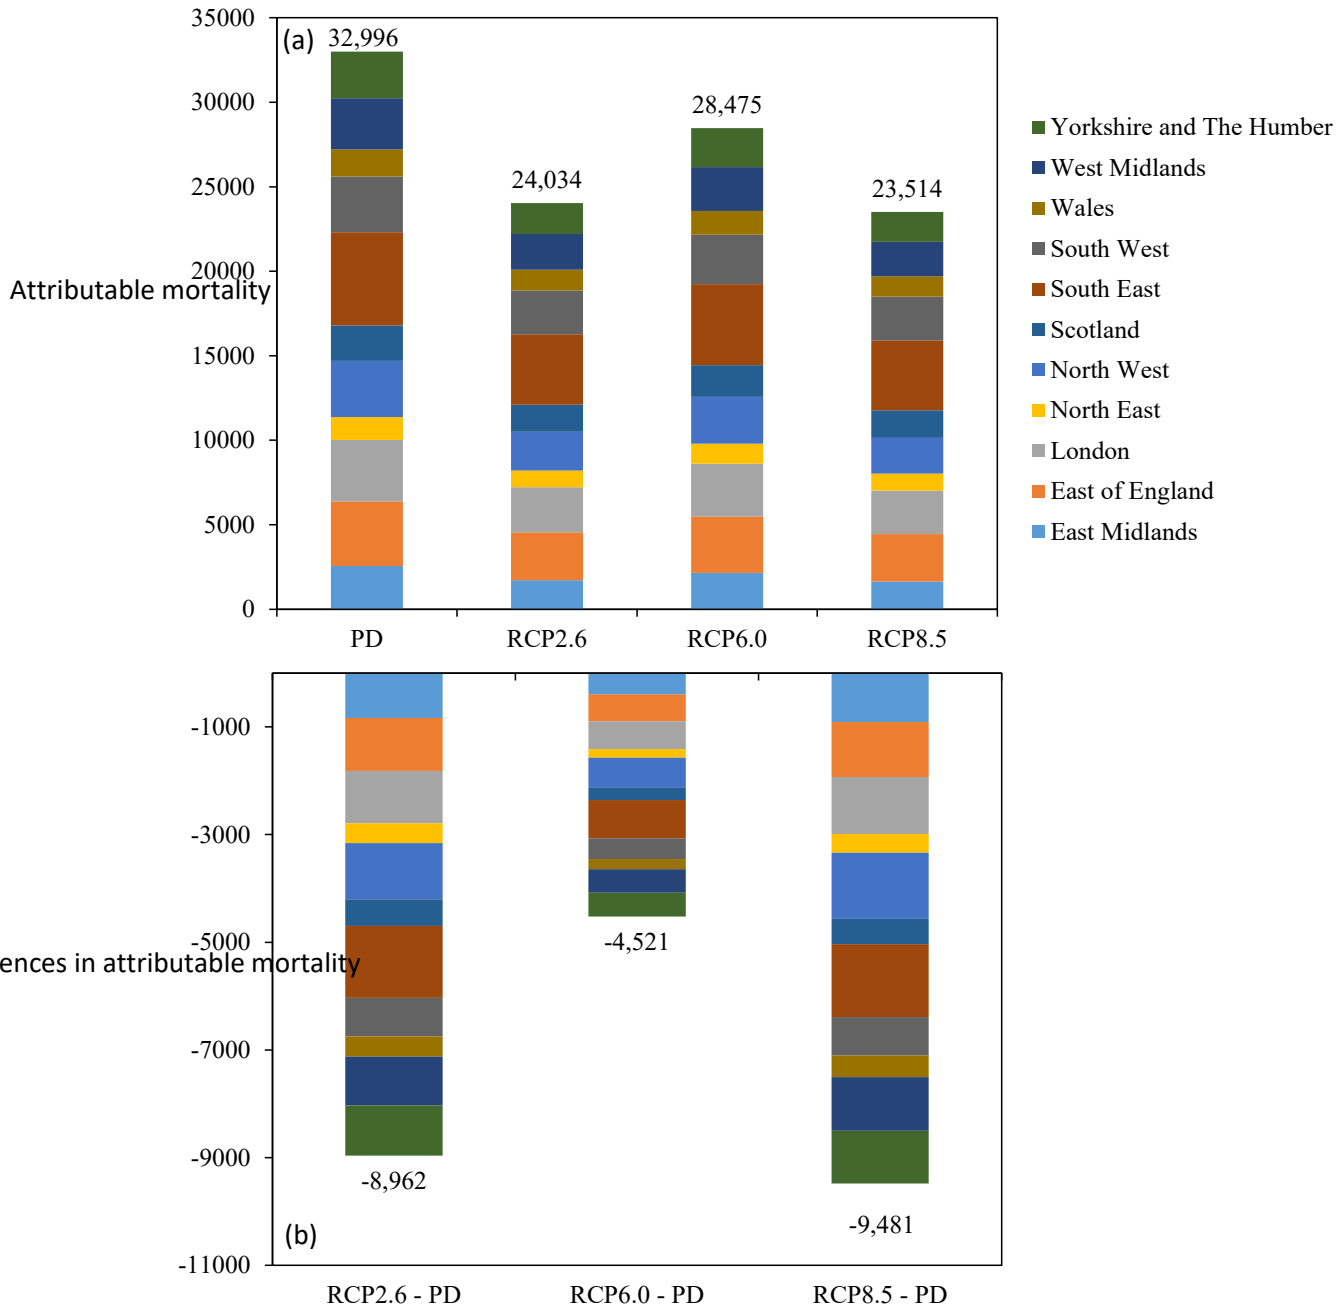 35000
(a)
32,996
30000
28,475
25000
24,034
23,514
20000
Attributable mortality
15000
10000
5000
0
PD
RCP2.6
RCP6.0
RCP8.5
Yorkshire and The Humber
West Midlands
Wales
South West
South East
Scotland
North West
North East
London
East of England
East Midlands
-1000
-3000
-5000
-4,521
ences in attributable mortality
-7000
-9000
-8,962
-9,481
(b)
-11000
RCP2.6 - PD
RCP6.0 - PD
RCP8.5 - PD